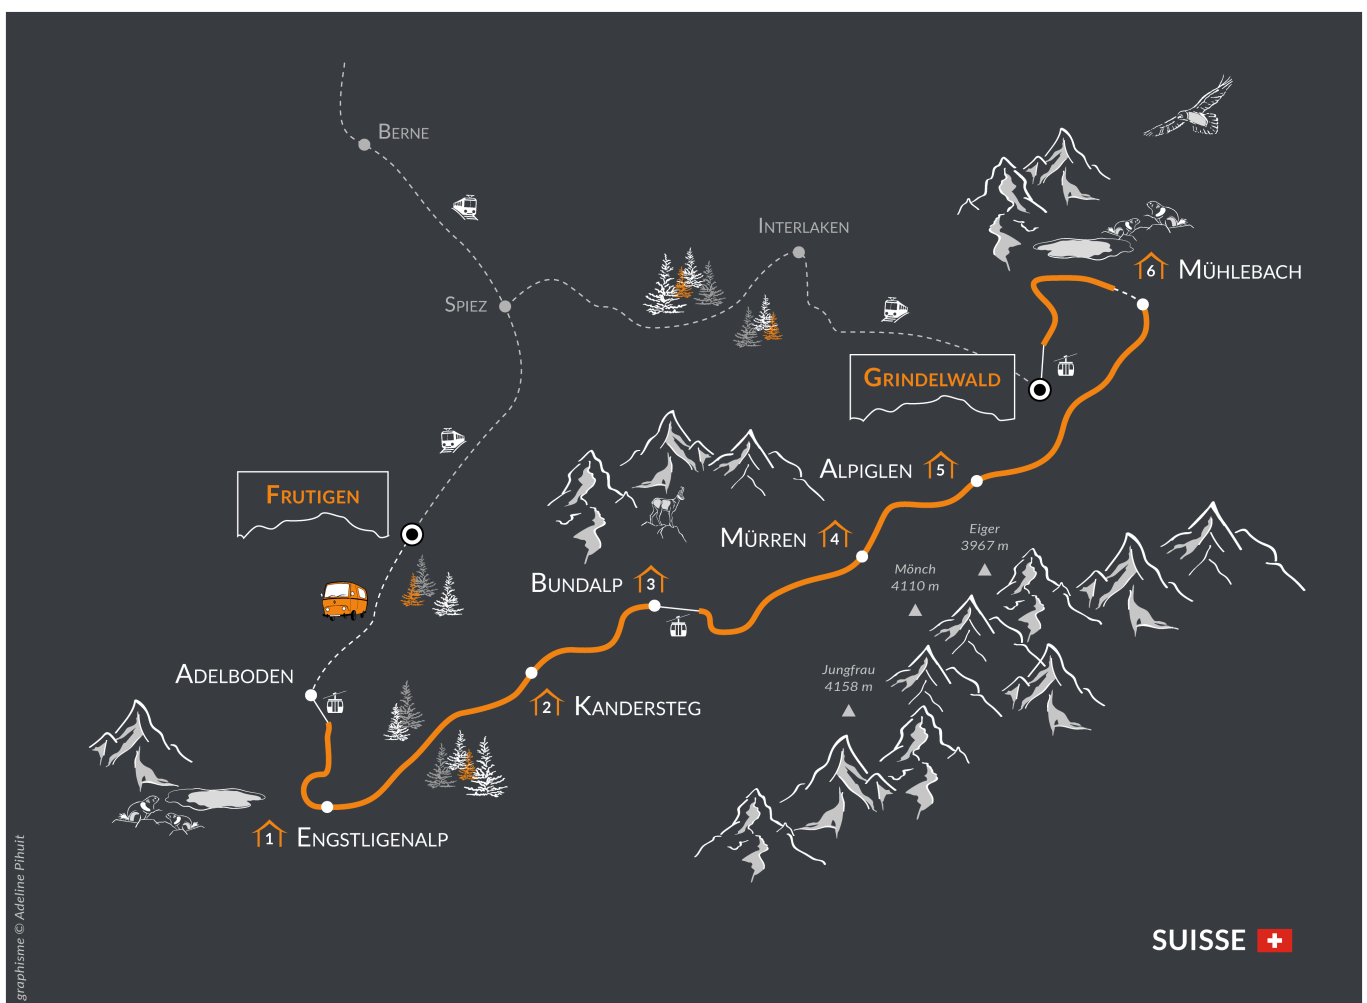 BERNE
INTERLAKEN
6 MÜHLEBACH
SPIEZ
GRINDELWALD
ALPIGLEN 5
FRUTIGEN
MÜRREN 4
Eiger
3967 m
Mönch
4110 m
BUNDALP 3
ADELBODEN
Jungfrau
4158 m
2 KANDERSTEG
1 ENGSTLIGENALP
SUISSE
graphisme © Adeline Pihuit